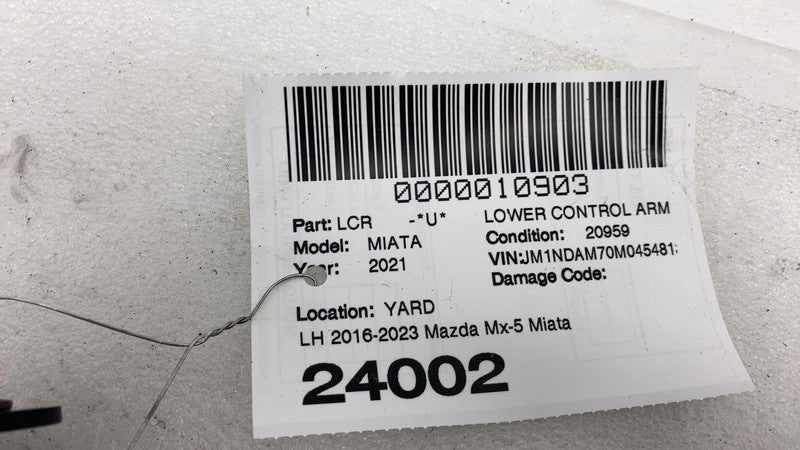 0000010903
Part: LCR -*U* LOWER CONTROL ARM
Model: MIATA Condition: 20959
Year: 2021 VIN:JM1NDAM70M045481
Damage Code:
Location: YARD
LH 2016-2023 Mazda Mx-5 Miata
24002